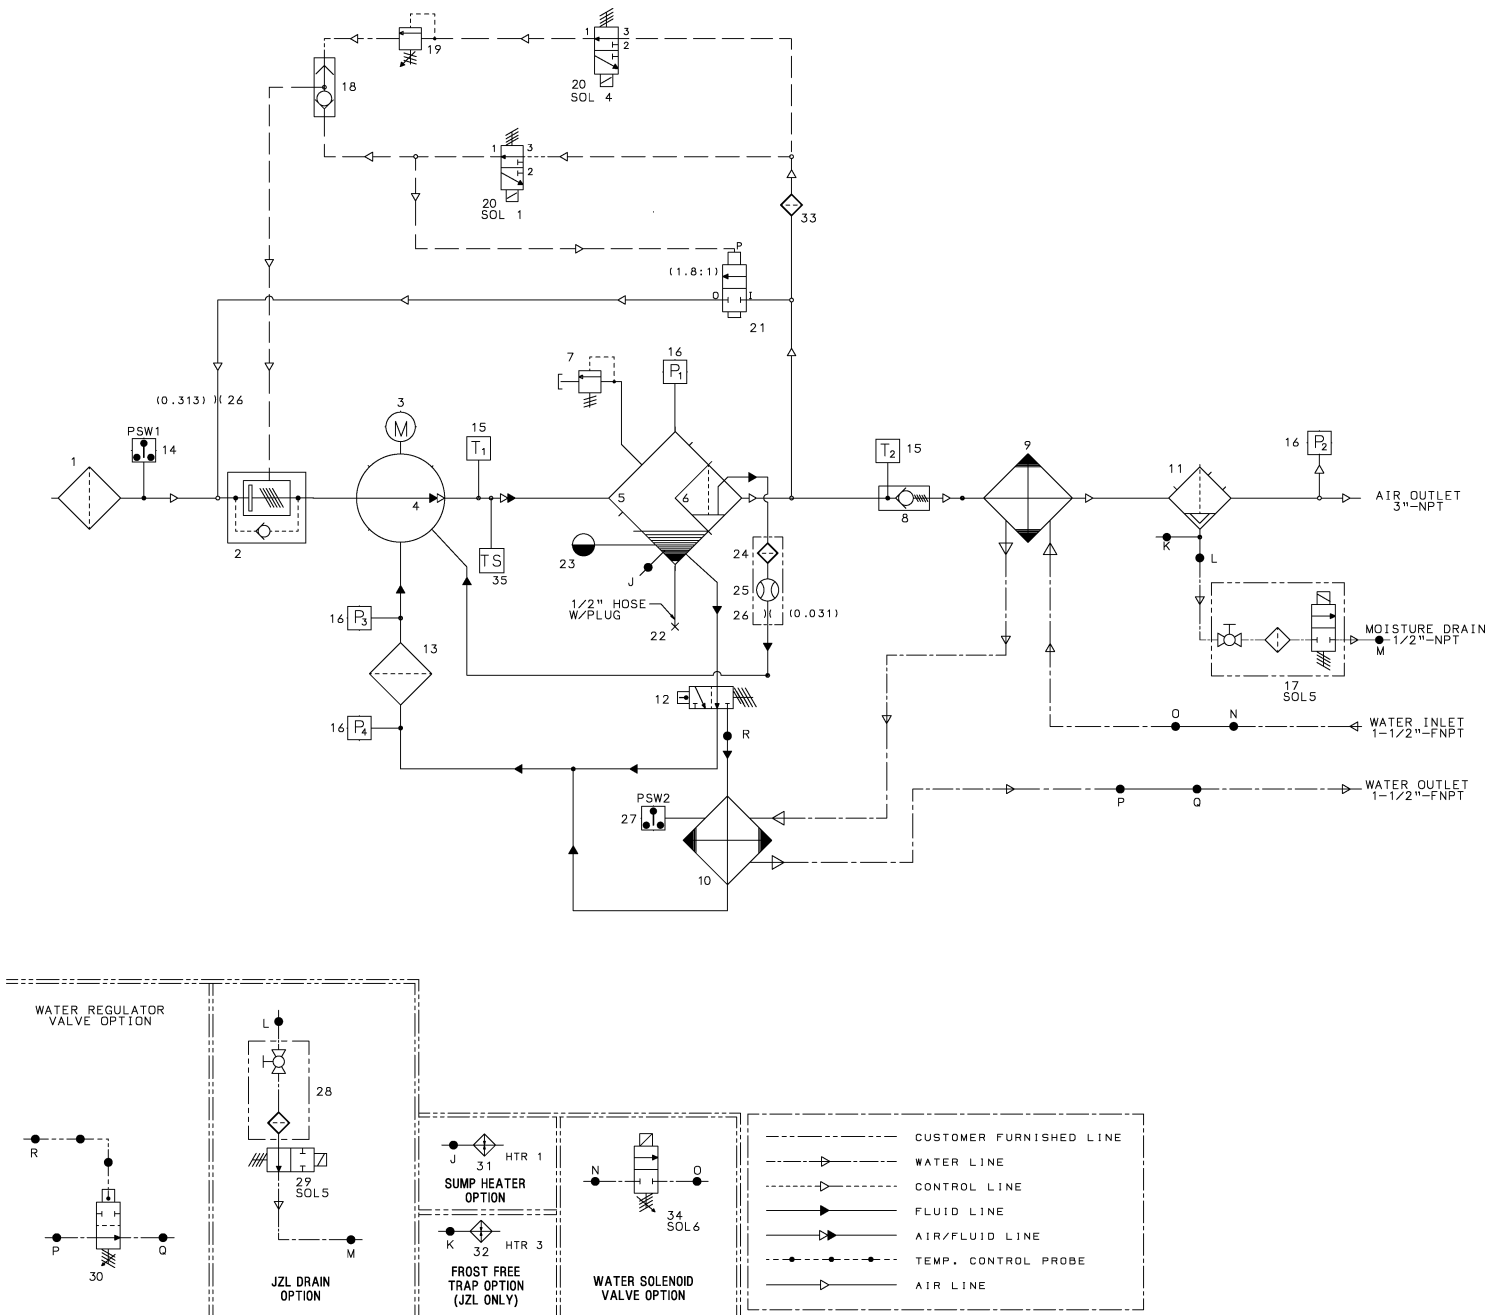 1
3
2
19
20
SOL 4
18
1
3
2
20
SOL 1
33
P
(1.8:1)
O
I
21
7
16
P1
(0.313)
26
3
M
PSW1
14
1
15
T1
T2
15
9
11
16
P2
2
4
5
6
8
AIR OUTLET
3"-NPT
TS
35
23
J
24
25
26
(0.031)
1/2" HOSE
W/PLUG
22
K
L
MOISTURE DRAIN
1/2"-NPT
M
17
SOL5
16
P3
13
16
P4
12
R
O
N
WATER INLET
1-1/2"-FNPT
PSW2
27
10
P
Q
WATER OUTLET
1-1/2"-FNPT
WATER REGULATOR
VALVE OPTION
R
P
Q
30
L
28
29
SOL5
M
JZL DRAIN
OPTION
J
31
HTR 1
SUMP HEATER
OPTION
K
32
HTR 3
FROST FREE
TRAP OPTION
(JZL ONLY)
N
O
34
SOL6
WATER SOLENOID
VALVE OPTION
CUSTOMER FURNISHED LINE
WATER LINE
CONTROL LINE
FLUID LINE
AIR/FLUID LINE
TEMP. CONTROL PROBE
AIR LINE